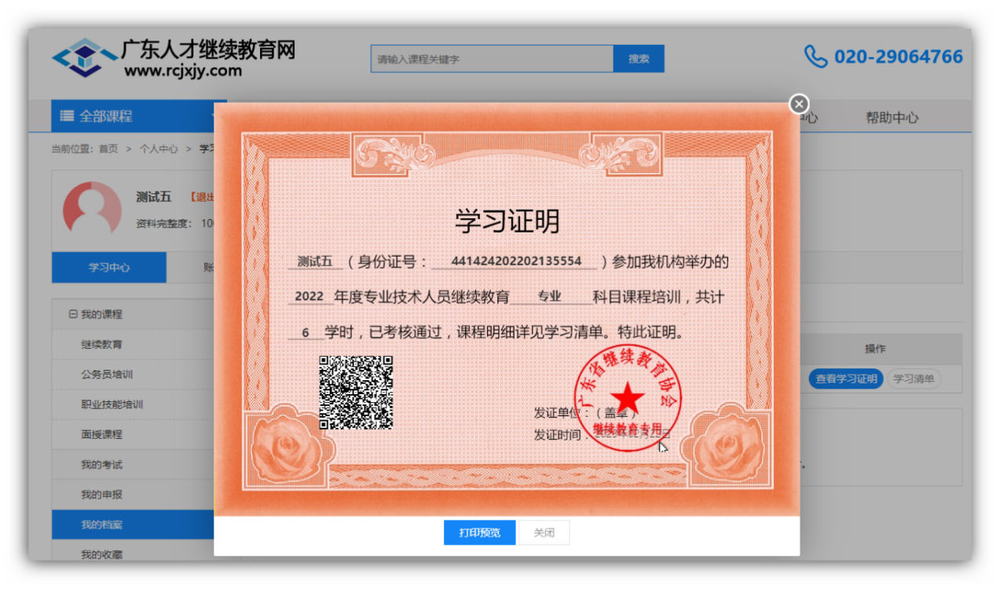 广东人才继续教育网
www.rcjxjy.com
请输入课程关键字
搜索
020-29064766
全部课程
帮助中心
当前位置：首页 > 个人中心 >
测试五
资料完整度：
学习中心
我的课程
继续教育
公务员培训
职业技能培训
面授课程
我的考试
我的申报
我的档案
我的收藏
学习证明
测试五（身份证号：441424202202135554）参加我机构举办的
2022 年度专业技术人员继续教育 专业 科目课程培训，共计
6 学时，已考核通过，课程明细详见学习清单。特此证明。
广东省继续教育协会
发证单位：（盖章）
继续教育专用
发证时间：
操作
查看学习证明 学习清单
打印预览 关闭